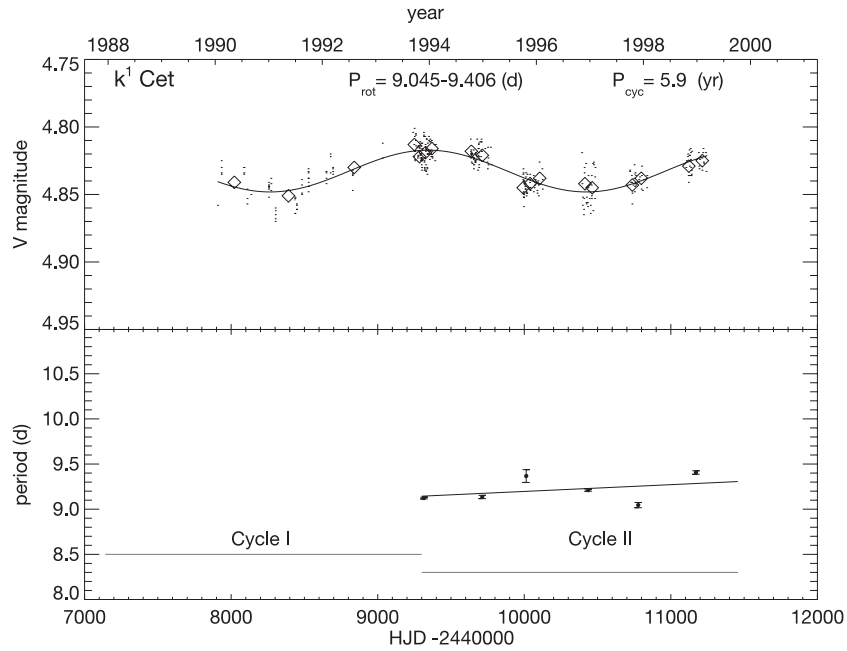 year
1988 1990 1992 1994 1996 1998 2000
k¹ Cet P_rot = 9.045-9.406 (d) P_cyc = 5.9 (yr)
4.75
4.80
4.85
4.90
4.95
V magnitude
10.5
10.0
9.5
9.0
8.5
8.0
period (d)
Cycle I Cycle II
7000 8000 9000 10000 11000 12000
HJD -2440000